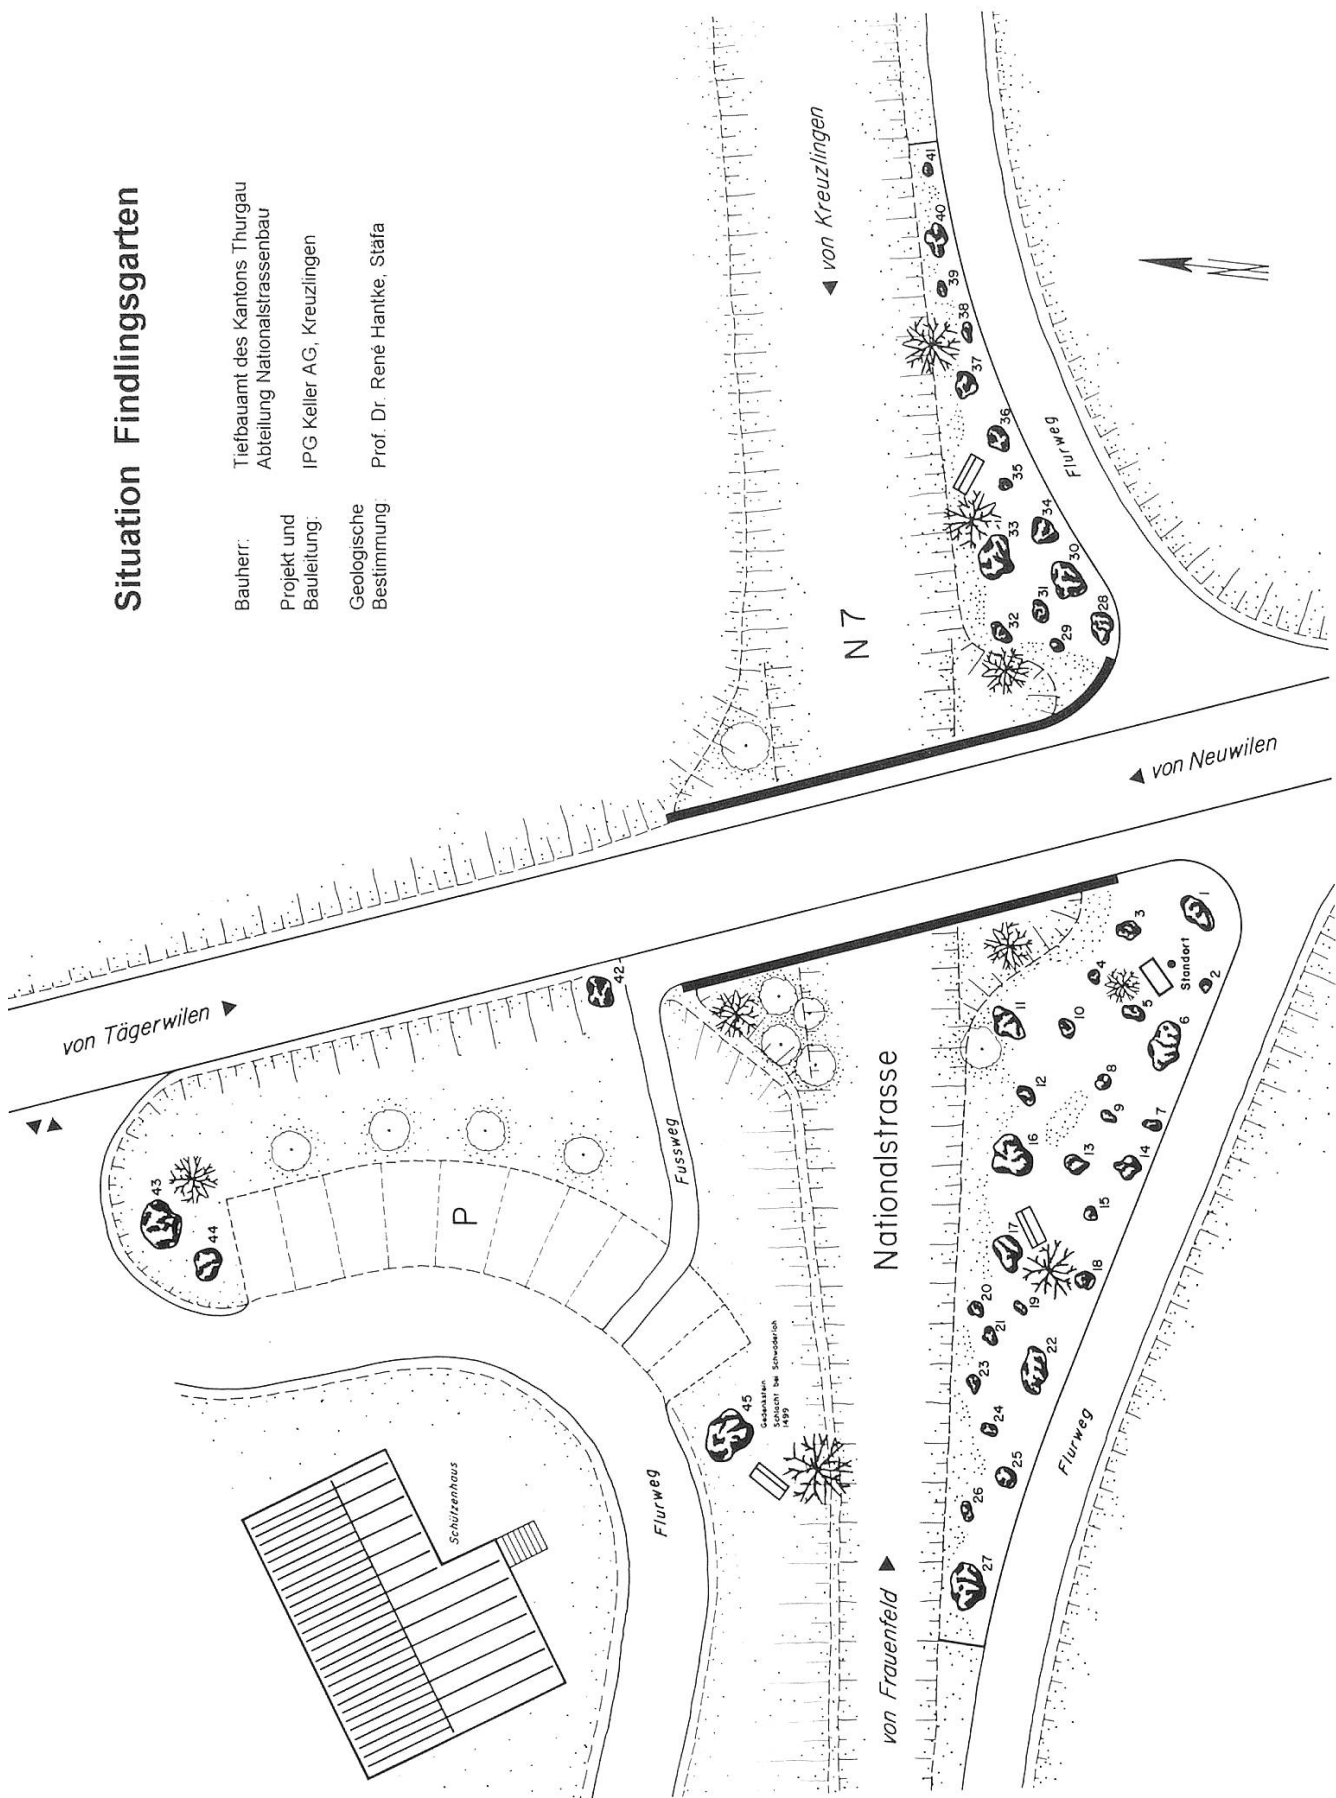 Situation Findlingsgarten
Bauherr: Tiefbauamt des Kantons Thurgau
Abteilung Nationalstrassenbau
Projekt und
Bauleitung: IPG Keller AG, Kreuzlingen
Geologische
Bestimmung: Prof. Dr. René Hantke, Stäfa
von Tägerwilen
43
44
P
42
Fussweg
Schützenhaus
Flurweg
45
Gedenkstein
Schlacht bei Schwaderloh
1499
von Kreuzlingen
N 7
Nationalstrasse
von Frauenfeld
von Neuwilen
41
40
39
38
37
36
35
34
33
32
31
30
29
28
Flurweg
1
2
3
Standort
4
5
6
7
8
9
10
11
12
13
14
15
16
17
18
19
20
21
22
23
24
25
26
27
Flurweg